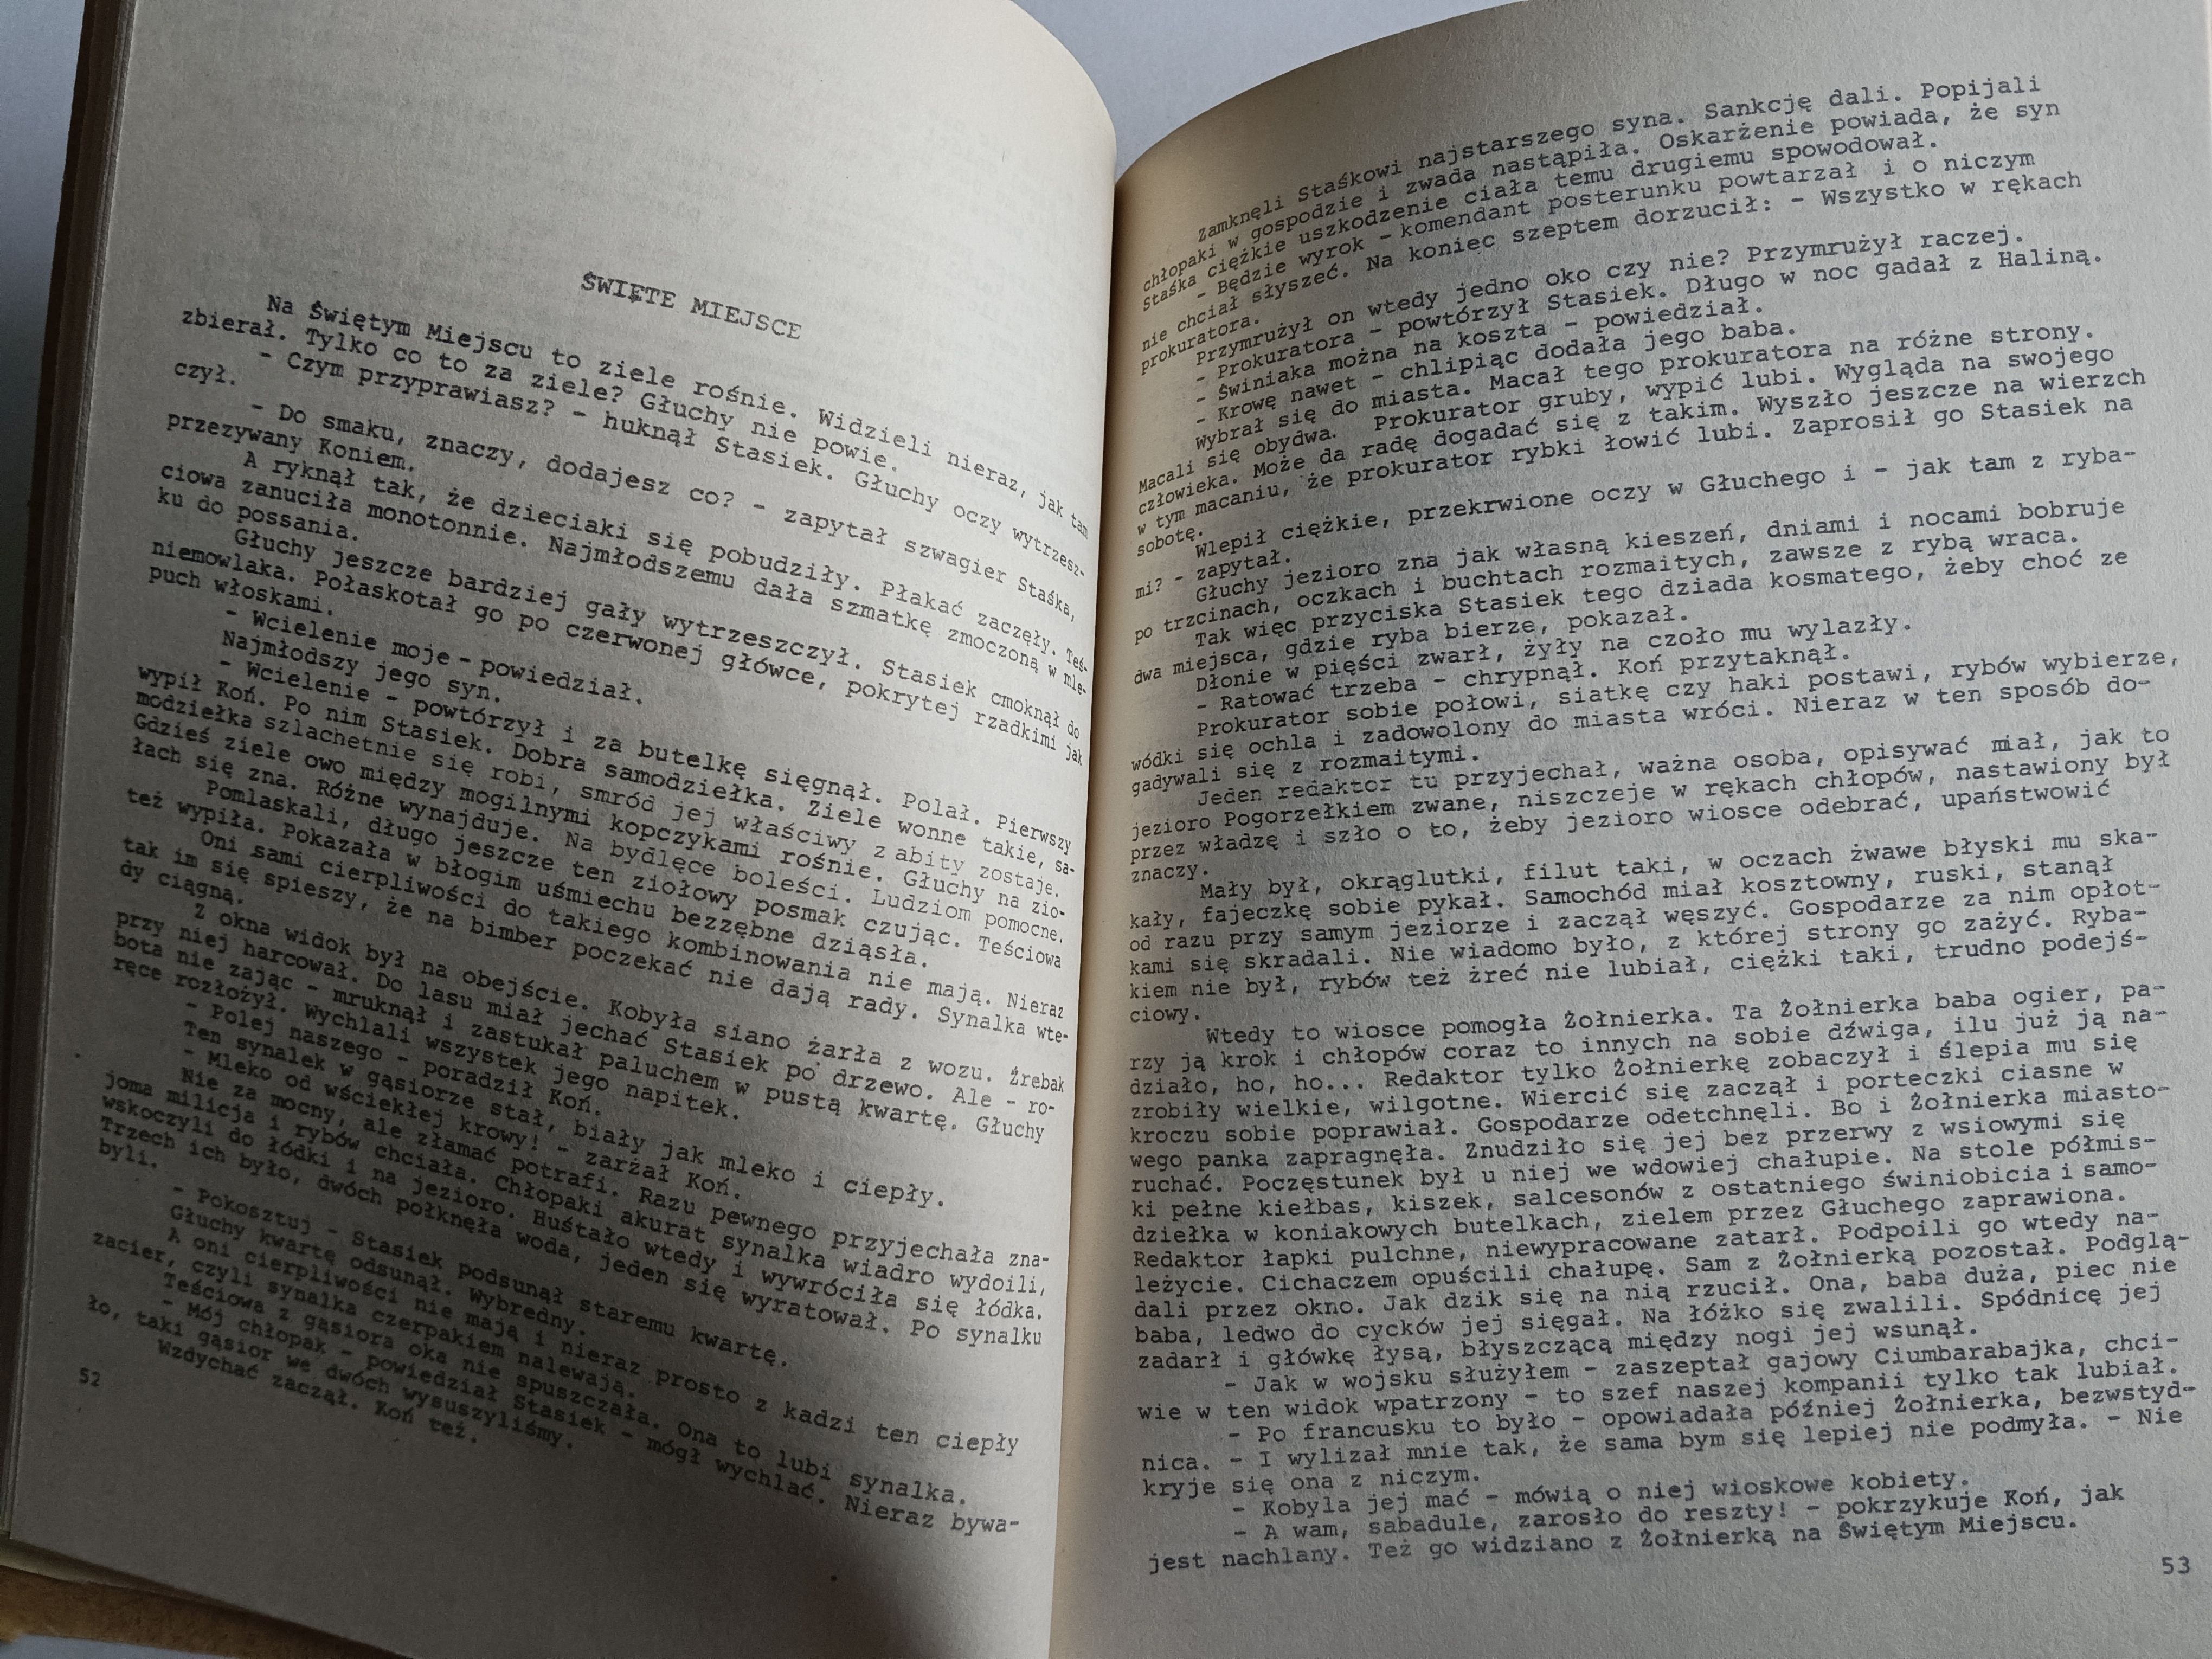 ŚWIĘTE MIEJSCE
Na Świętym Miejscu to ziele rośnie. Widzieli nieraz, jak tam
zbierał. Tylko co to za ziele? Głuchy nie powie.
- Czym przyprawiasz? - huknął Stasiek. Głuchy oczy wytrzesz-
czył.
- Do smaku, znaczy, dodajesz co? - zapytał szwagier Staśka,
przezywany Koniem.
A ryknął tak, że dzieciaki się pobudziły. Płakać zaczęły. Teś-
ciowa zanuciła monotonnie. Najmłodszemu dała szmatkę zmoczoną w mle-
ku do possania.
Głuchy jeszcze bardziej gały wytrzeszczył. Stasiek cmoknął do
niemowlaka. Połaskotał go po czerwonej główce, pokrytej rzadkimi jak
puch włoskami.
- Wcielenie moje - powiedział.
Najmłodszy jego syn.
- Wcielenie - powtórzył i za butelkę sięgnął. Polał. Pierwszy
wypił Koń. Po nim Stasiek. Dobra samodziełka. Ziele wonne takie, sa-
modziełka szlachetnie się robi, smród jej właściwy zabity zostaje.
Gdzieś ziele owo między mogilnymi kopczykami rośnie. Głuchy na zio-
łach się zna. Różne wynajduje. Na bydlęce boleści. Ludziom pomocne.
Pomlaskali, długo jeszcze ten ziołowy posmak czując. Teściowa
też wypiła. Pokazała w błogim uśmiechu bezzębne dziąsła.
Oni sami cierpliwości do takiego kombinowania nie mają. Nieraz
tak im się spieszy, że na bimber poczekać nie dają rady. Synalka wte-
dy ciągną.
Z okna widok był na obejście. Kobyła siano żarła z wozu. Źrebak
przy niej harcował. Do lasu miał jechać Stasiek po drzewo. Ale - ro-
bota nie zając - mruknął i zastukał paluchem w pustą kwartę. Głuchy
ręce rozłożył. Wychlali wszystek jego napitek.
- Polej naszego - poradził Koń.
Ten synalek w gąsiorze stał, biały jak mleko i ciepły.
- Mleko od wściekłej krowy! - zarżał Koń.
Nie za mocny, ale złamać potrafi. Razu pewnego przyjechała zna-
joma milicja i rybów chciała. Chłopaki akurat synalka wiadro wydoili,
wskoczyli do łódki i na jezioro. Huśtało wtedy i wywróciła się łódka.
Trzech ich było, dwóch połknęła woda, jeden się wyratował. Po synalku
byli.
- Pokosztuj - Stasiek podsunął staremu kwartę.
Głuchy kwartę odsunął. Wybredny.
A oni cierpliwości nie mają i nieraz prosto z kadzi ten ciepły
zacier, czyli synalka czerpakiem nalewają.
Teściowa z gąsiora oka nie spuszczała. Ona to lubi synalka.
- Mój chłopak - powiedział Stasiek - mógł wychlać. Nieraz bywa-
ło, taki gąsior we dwóch wysuszyliśmy.
Wzdychać zaczął. Koń też.
52
Zamknęli Staśkowi najstarszego syna. Sankcję dali. Popijali
chłopaki w gospodzie i zwada nastąpiła. Oskarżenie powiada, że syn
Staśka ciężkie uszkodzenie ciała temu drugiemu spowodował.
- Będzie wyrok - komendant posterunku powtarzał i o niczym
nie chciał słyszeć. Na koniec szeptem dorzucił: - Wszystko w rękach
prokuratora.
Przymrużył on wtedy jedno oko czy nie? Przymrużył raczej.
- Prokuratora - powtórzył Stasiek. Długo w noc gadał z Haliną.
- Świniaka można na koszta - powiedział.
- Krowę nawet - chlipiąc dodała jego baba.
Wybrał się do miasta. Macał tego prokuratora na różne strony.
Macali się obydwa. Prokurator gruby, wypić lubi. Wygląda na swojego
człowieka. Może da radę dogadać się z takim. Wyszło jeszcze na wierzch
w tym macaniu, że prokurator rybki łowić lubi. Zaprosił go Stasiek na
sobotę.
Wlepił ciężkie, przekrwione oczy w Głuchego i - jak tam z ryba-
mi? - zapytał.
Głuchy jezioro zna jak własną kieszeń, dniami i nocami bobruje
po trzcinach, oczkach i buchtach rozmaitych, zawsze z rybą wraca.
Tak więc przyciska Stasiek tego dziada kosmatego, żeby choć ze
dwa miejsca, gdzie ryba bierze, pokazał.
Dłonie w pięści zwarł, żyły na czoło mu wylazły.
- Ratować trzeba - chrypnął. Koń przytaknął.
Prokurator sobie połowi, siatkę czy haki postawi, rybów wybierze,
wódki się ochla i zadowolony do miasta wróci. Nieraz w ten sposób do-
gadywali się z rozmaitymi.
Jeden redaktor tu przyjechał, ważna osoba, opisywać miał, jak to
jezioro Pogorzełkiem zwane, niszczeje w rękach chłopów, nastawiony był
przez władzę i szło o to, żeby jezioro wiosce odebrać, upaństwowić
znaczy.
Mały był, okrąglutki, filut taki, w oczach żwawe błyski mu ska-
kały, fajeczkę sobie pykał. Samochód miał kosztowny, ruski, stanął
od razu przy samym jeziorze i zaczął węszyć. Gospodarze za nim opłot-
kami się skradali. Nie wiadomo było, z której strony go zażyć. Ryba-
kiem nie był, rybów też żreć nie lubiał, ciężki taki, trudno podejś-
ciowy.
Wtedy to wiosce pomogła Żołnierka. Ta Żołnierka baba ogier, pa-
rzy ją krok i chłopów coraz to innych na sobie dźwiga, ilu już ją na-
działo, ho, ho... Redaktor tylko Żołnierkę zobaczył i ślepia mu się
zrobiły wielkie, wilgotne. Wiercić się zaczął i porteczki ciasne w
kroczu sobie poprawiał. Gospodarze odetchnęli. Bo i Żołnierka miasto-
wego panka zapragnęła. Znudziło się jej bez przerwy z wsiowymi się
ruchać. Poczęstunek był u niej we wdowiej chałupie. Na stole półmis-
ki pełne kiełbas, kiszek, salcesonów z ostatniego świniobicia i samo-
dziełka w koniakowych butelkach, zielem przez Głuchego zaprawiona.
Redaktor łapki pulchne, niewypracowane zatarł. Podpoili go wtedy na-
leżycie. Cichaczem opuścili chałupę. Sam z Żołnierką pozostał. Podglą-
dali przez okno. Jak dzik się na nią rzucił. Ona, baba duża, piec nie
baba, ledwo do cycków jej sięgał. Na łóżko się zwalili. Spódnicę jej
zadarł i główkę łysą, błyszczącą między nogi jej wsunął.
- Jak w wojsku służyłem - zaszeptał gajowy Ciumbarabajka, chci-
wie w ten widok wpatrzony - to szef naszej kompanii tylko tak lubiał.
- Po francusku to było - opowiadała później Żołnierka, bezwstyd-
nica. - I wylizał mnie tak, że sama bym się lepiej nie podmyła. - Nie
kryje się ona z niczym.
- Kobyla jej mać - mówią o niej wioskowe kobiety.
- A wam, sabadule, zarosło do reszty! - pokrzykuje Koń, jak
jest nachlany. Też go widziano z Żołnierką na Świętym Miejscu.
53